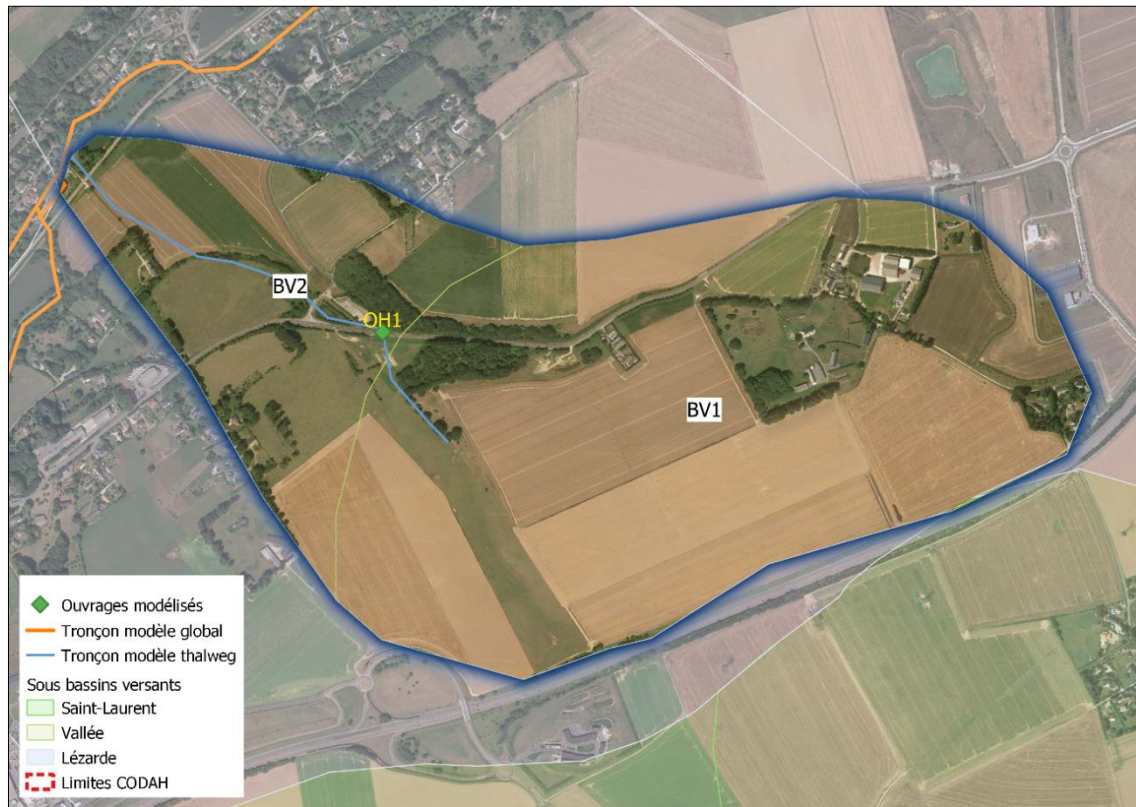 BV2
OH1
BV1
Ouvrages modélisés
Tronçon modèle global
Tronçon modèle thalweg
Sous bassins versants
Saint-Laurent
Vallée
Lézarde
Limites CODAH